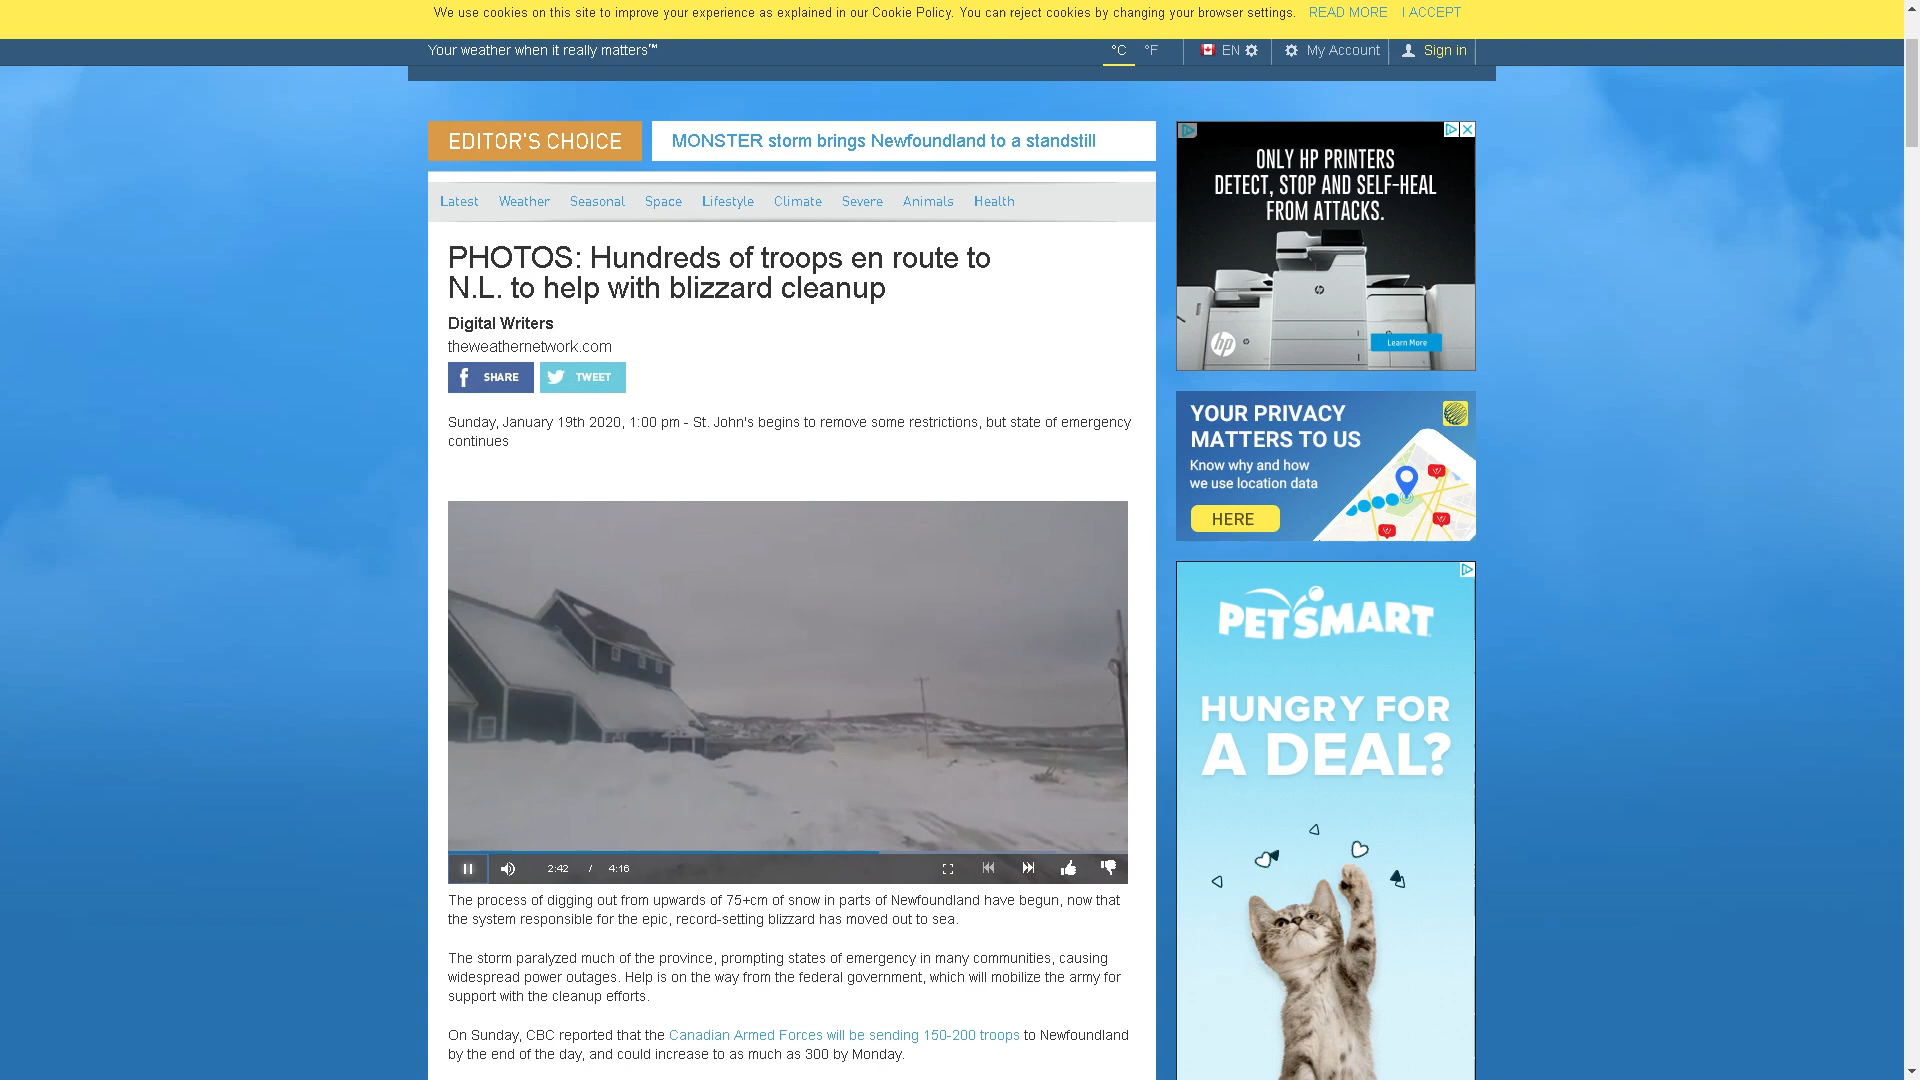 We use cookies on this site to improve your experience as explained in our Cookie Policy. You can reject cookies by changing your browser settings. READ MORE I ACCEPT
Your weather when it really matters™
°C °F EN My Account Sign in
EDITOR'S CHOICE
MONSTER storm brings Newfoundland to a standstill
Latest Weather Seasonal Space Lifestyle Climate Severe Animals Health
PHOTOS: Hundreds of troops en route to
N.L. to help with blizzard cleanup
Digital Writers
theweathernetwork.com
SHARE TWEET
Sunday, January 19th 2020, 1:00 pm - St. John's begins to remove some restrictions, but state of emergency
continues
2:42 / 4:16
The process of digging out from upwards of 75+cm of snow in parts of Newfoundland have begun, now that
the system responsible for the epic, record-setting blizzard has moved out to sea.
The storm paralyzed much of the province, prompting states of emergency in many communities, causing
widespread power outages. Help is on the way from the federal government, which will mobilize the army for
support with the cleanup efforts.
On Sunday, CBC reported that the Canadian Armed Forces will be sending 150-200 troops to Newfoundland
by the end of the day, and could increase to as much as 300 by Monday.
ONLY HP PRINTERS
DETECT, STOP AND SELF-HEAL
FROM ATTACKS.
hp
hp
Learn More
YOUR PRIVACY
MATTERS TO US
Know why and how
we use location data
HERE
PETSMART
HUNGRY FOR
A DEAL?